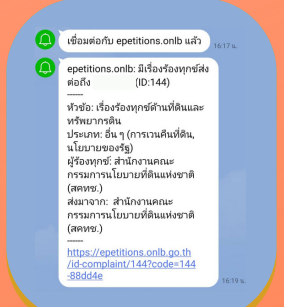 เชื่อมต่อกับ epetitions.onlb แล้ว
16:17 น.
epetitions.onlb: มีเรื่องร้องทุกข์ส่ง
ต่อถึง (ID:144)
------
หัวข้อ: เรื่องร้องทุกข์ด้านที่ดินและ
ทรัพยากรดิน
ประเภท: อื่น ๆ (การเวนคืนที่ดิน,
นโยบายของรัฐ)
ผู้ร้องทุกข์: สำนักงานคณะ
กรรมการนโยบายที่ดินแห่งชาติ
(สคทช.)
ส่งมาจาก: สำนักงานคณะ
กรรมการนโยบายที่ดินแห่งชาติ
(สคทช.)
------
https://epetitions.onlb.go.th
/id-complaint/144?code=144
-88dd4e
16:19 น.